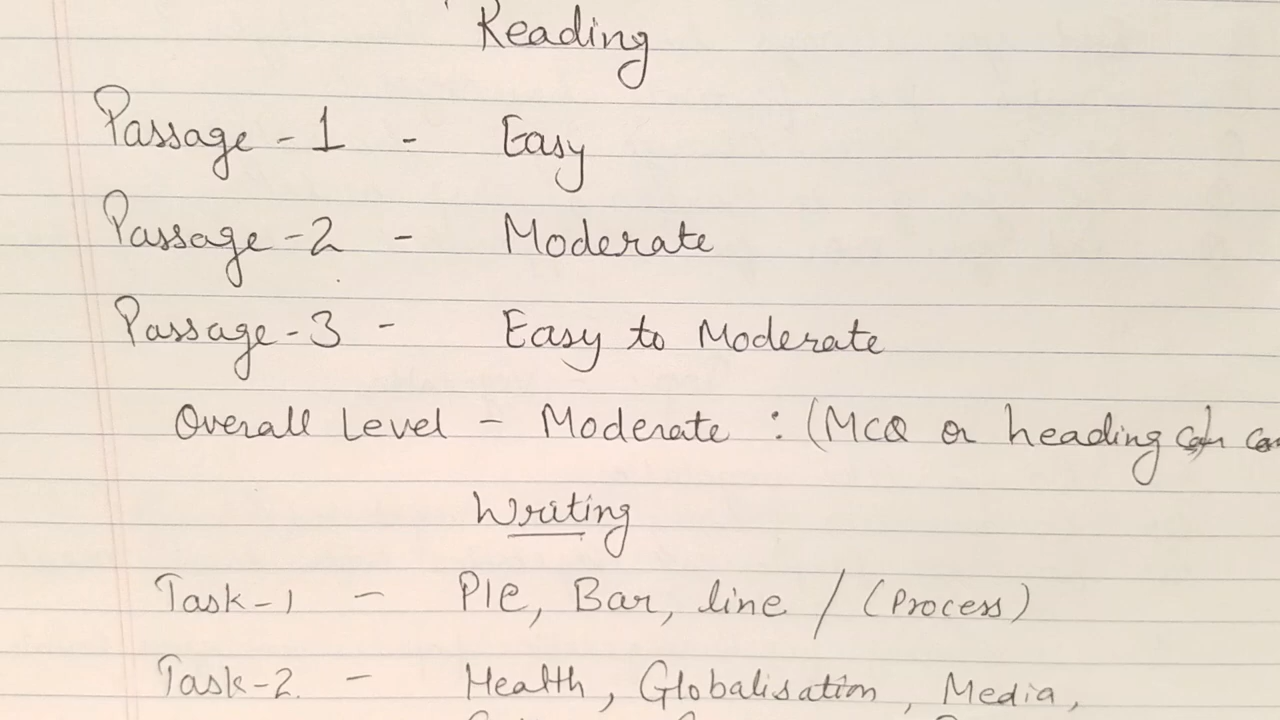 Reading
Passage - 1 - Easy
Passage - 2 - Moderate
Passage - 3 - Easy to Moderate
Overall Level - Moderate : (MCQ or heading
Writing
Task - 1 - PIE, Bar, line / (Process)
Task - 2. - Health, Globalisation, Media,